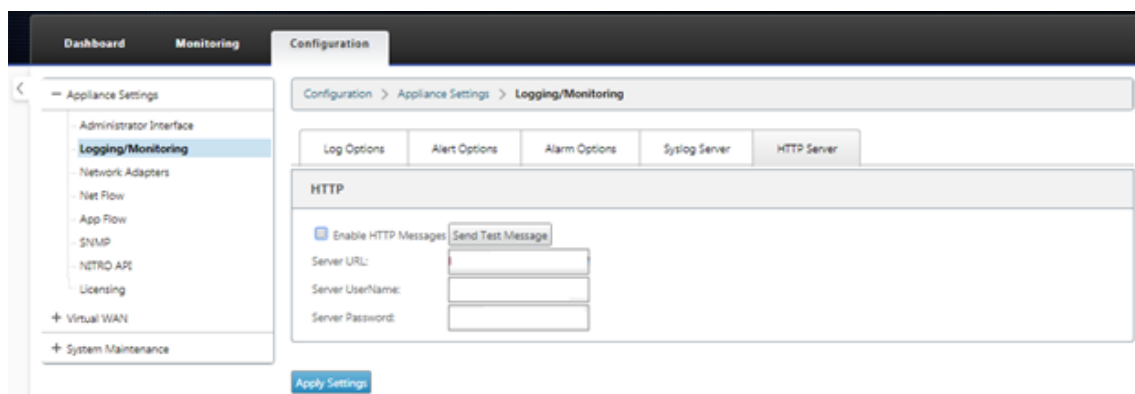 Dashboard Monitoring Configuration
Appliance Settings
Administrator Interface
Logging/Monitoring
Network Adapters
Net Flow
App Flow
SNMP
NITRO API
Licensing
Virtual WAN
System Maintenance
Configuration > Appliance Settings > Logging/Monitoring
Log Options Alert Options Alarm Options Syslog Server HTTP Server
HTTP
Enable HTTP Messages Send Test Message
Server URL:
Server UserName:
Server Password:
Apply Settings